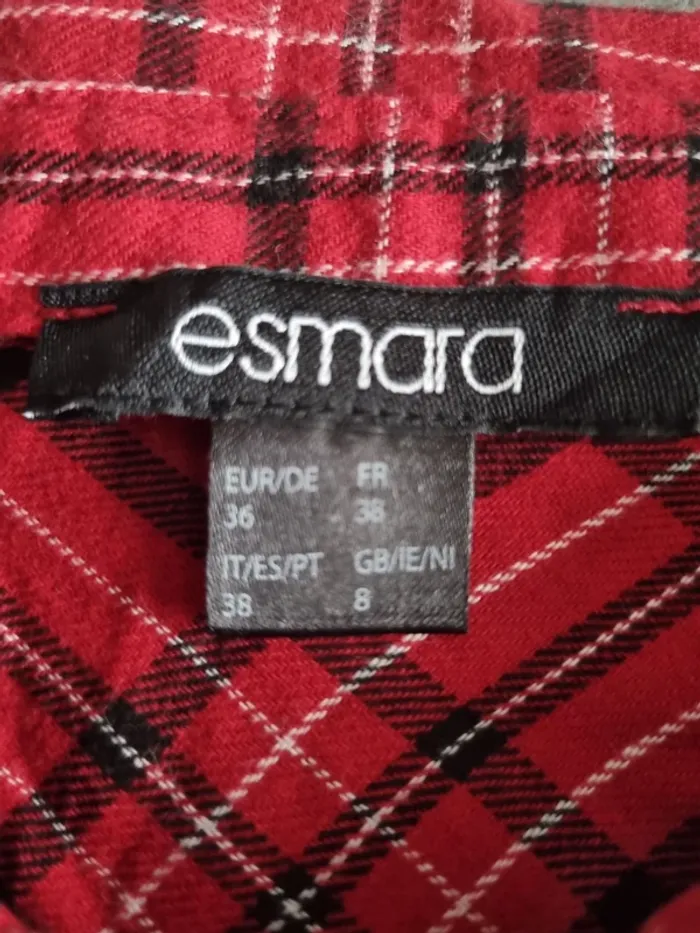 esmara
EUR/DE FR
36 38
IT/ES/PT GB/IE/NI
38 8